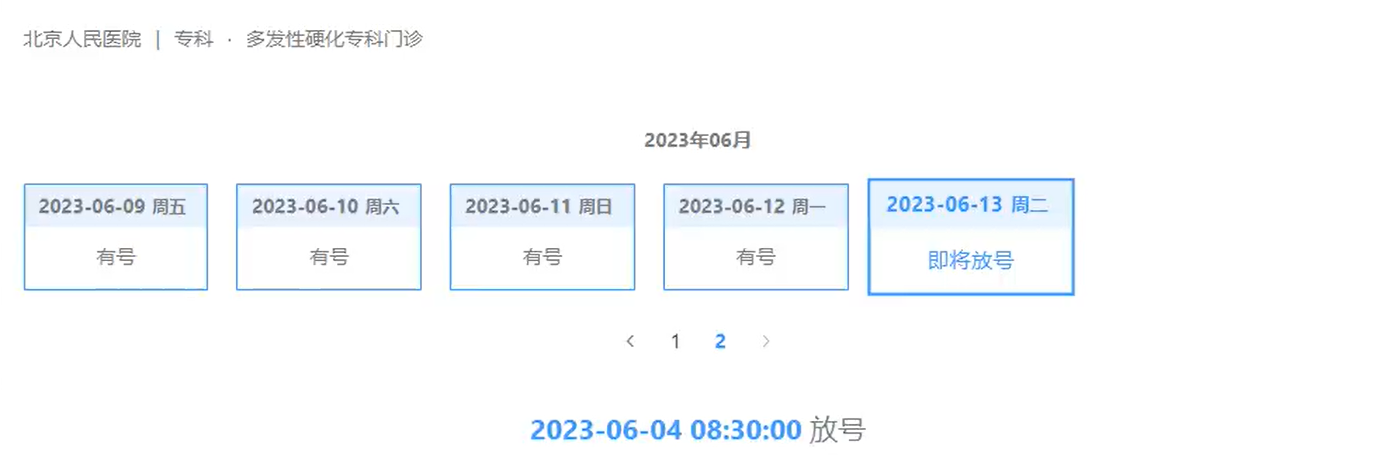 北京人民医院 | 专科 · 多发性硬化专科门诊
2023年06月
2023-06-09 周五 2023-06-10 周六 2023-06-11 周日 2023-06-12 周一 2023-06-13 周二
有号 有号 有号 有号 即将放号
< 1 2 >
2023-06-04 08:30:00 放号